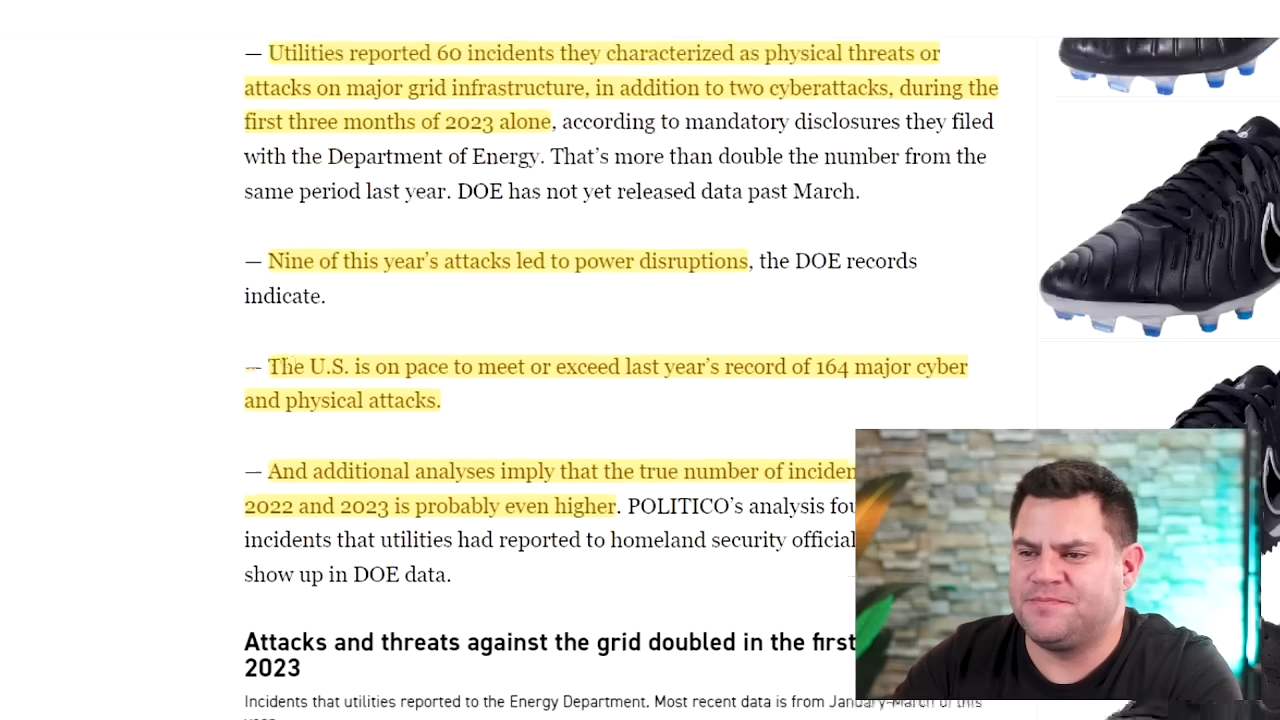 — Utilities reported 60 incidents they characterized as physical threats or
attacks on major grid infrastructure, in addition to two cyberattacks, during the
first three months of 2023 alone, according to mandatory disclosures they filed
with the Department of Energy. That’s more than double the number from the
same period last year. DOE has not yet released data past March.
— Nine of this year’s attacks led to power disruptions, the DOE records
indicate.
— The U.S. is on pace to meet or exceed last year’s record of 164 major cyber
and physical attacks.
— And additional analyses imply that the true number of
2022 and 2023 is probably even higher. POLITICO’s analysis
incidents that utilities had reported to homeland security
show up in DOE data.
Attacks and threats against the grid doubled in the first
2023
Incidents that utilities reported to the Energy Department. Most recent data is from January-March of this